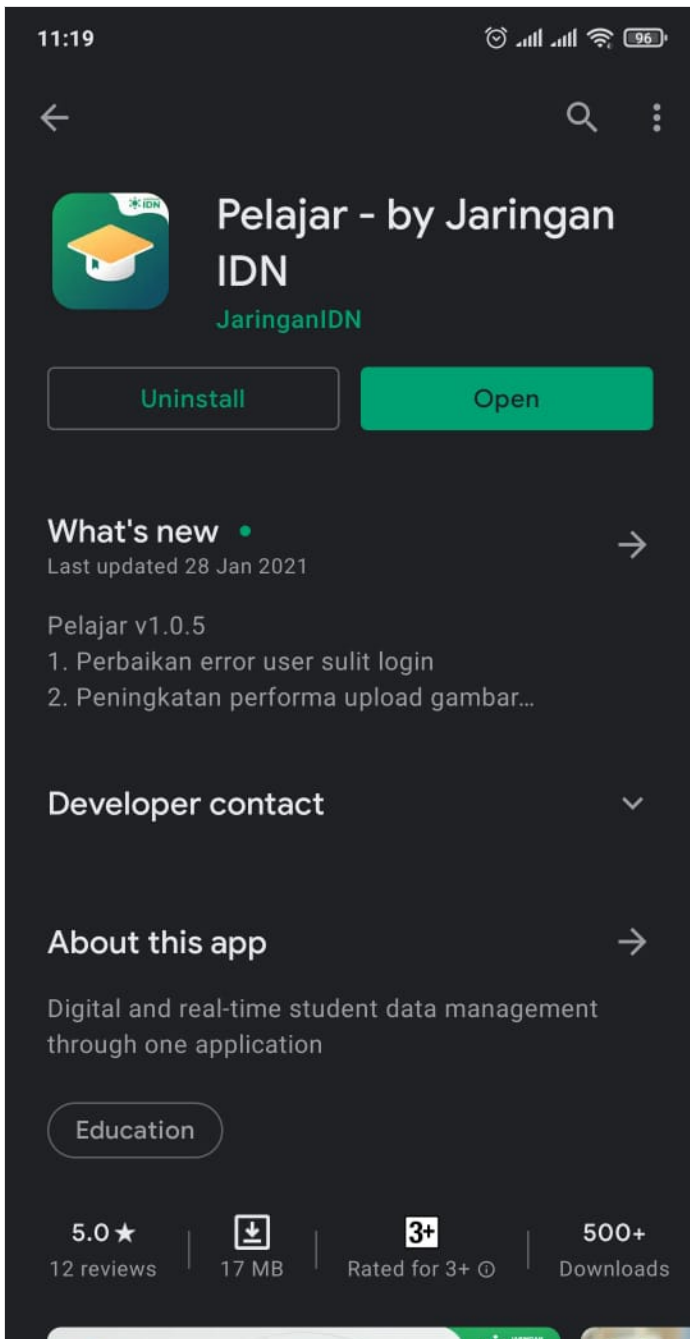 11:19
96
IDN
Pelajar - by Jaringan
IDN
JaringanIDN
Uninstall
Open
What's new
Last updated 28 Jan 2021
Pelajar v1.0.5
1. Perbaikan error user sulit login
2. Peningkatan performa upload gambar...
Developer contact
About this app
Digital and real-time student data management
through one application
Education
5.0★
12 reviews
17 MB
3+
Rated for 3+
500+
Downloads